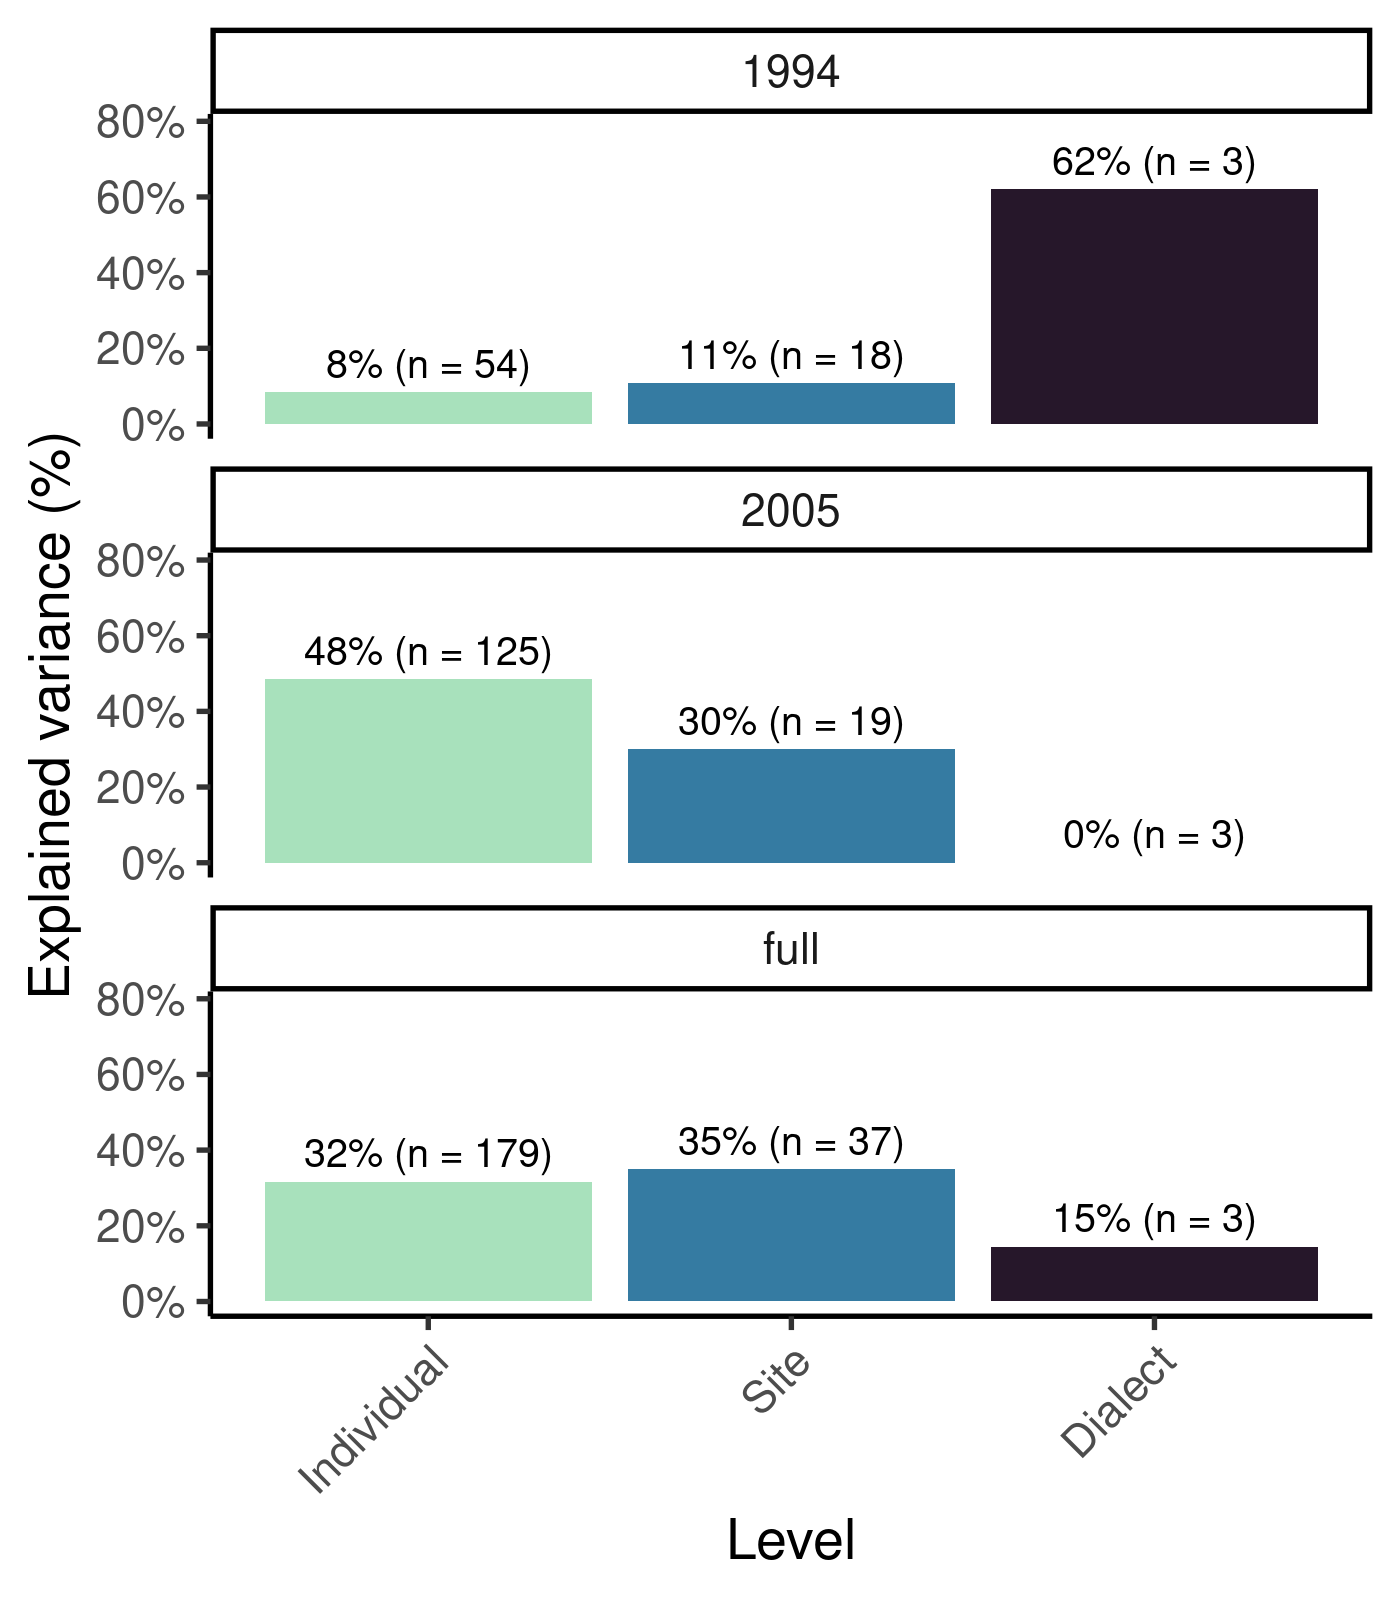 1994
80%
60%
40%
20%
0%
62% (n = 3)
8% (n = 54)
11% (n = 18)
2005
80%
60%
40%
20%
0%
48% (n = 125)
30% (n = 19)
0% (n = 3)
full
80%
60%
40%
20%
0%
32% (n = 179)
35% (n = 37)
15% (n = 3)
Explained variance (%)
Individual
Site
Dialect
Level